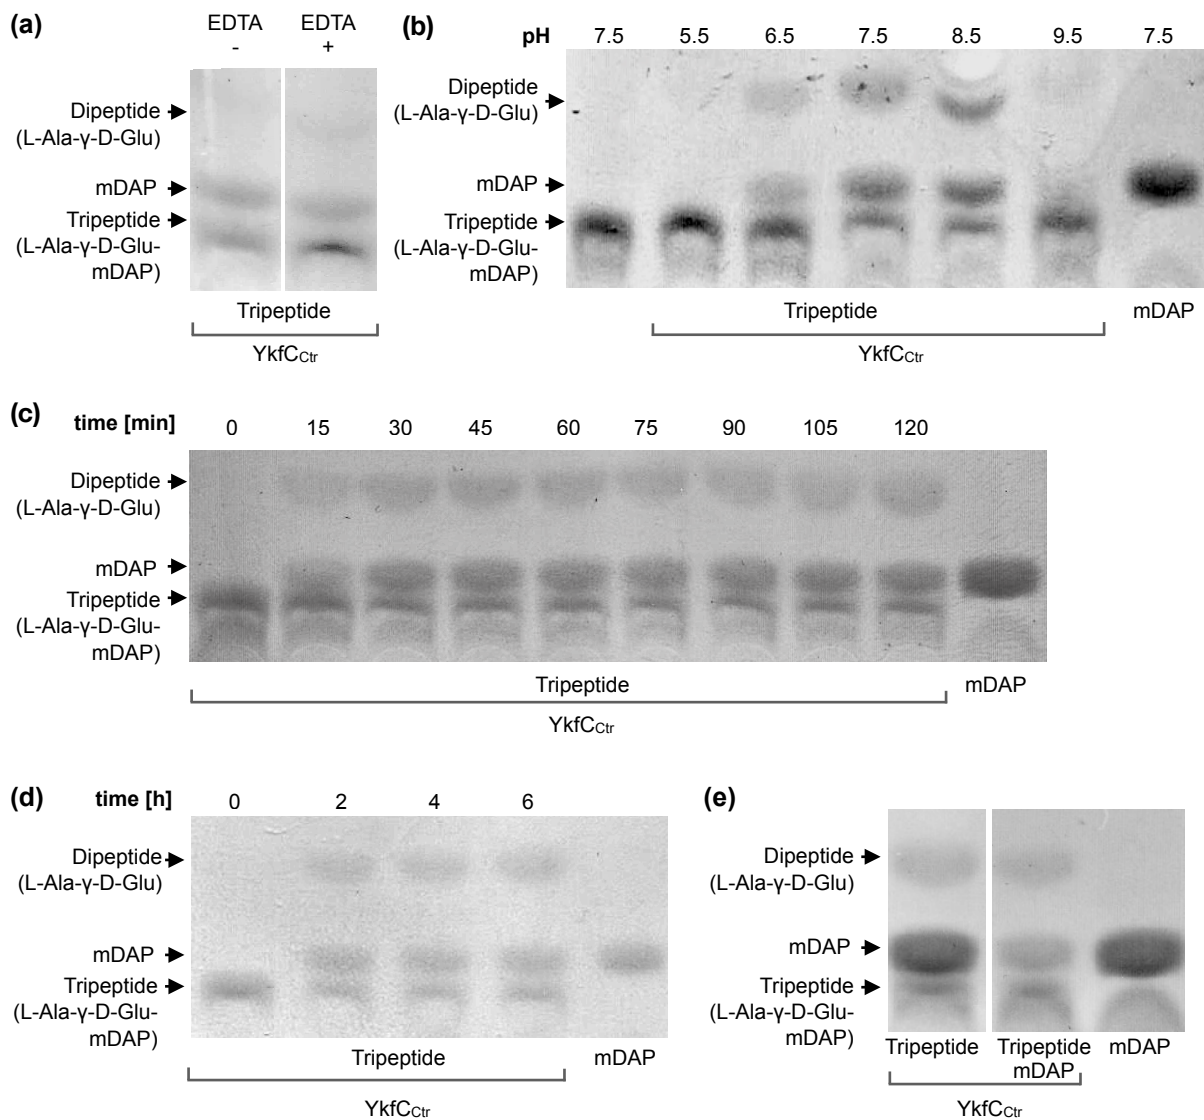 (a)
EDTA EDTA
- +
Dipeptide
(L-Ala-γ-D-Glu)
mDAP
Tripeptide
(L-Ala-γ-D-Glu-
mDAP)
Tripeptide
YkfCCtr
(b)
pH 7.5 5.5 6.5 7.5 8.5 9.5 7.5
Dipeptide
(L-Ala-γ-D-Glu)
mDAP
Tripeptide
(L-Ala-γ-D-Glu-
mDAP)
Tripeptide mDAP
YkfCCtr
(c)
time [min] 0 15 30 45 60 75 90 105 120
Dipeptide
(L-Ala-γ-D-Glu)
mDAP
Tripeptide
(L-Ala-γ-D-Glu-
mDAP)
Tripeptide mDAP
YkfCCtr
(d)
time [h] 0 2 4 6
Dipeptide
(L-Ala-γ-D-Glu)
mDAP
Tripeptide
(L-Ala-γ-D-Glu-
mDAP)
Tripeptide mDAP
YkfCCtr
(e)
Dipeptide
(L-Ala-γ-D-Glu)
mDAP
Tripeptide
(L-Ala-γ-D-Glu-
mDAP)
Tripeptide Tripeptide mDAP
mDAP
YkfCCtr